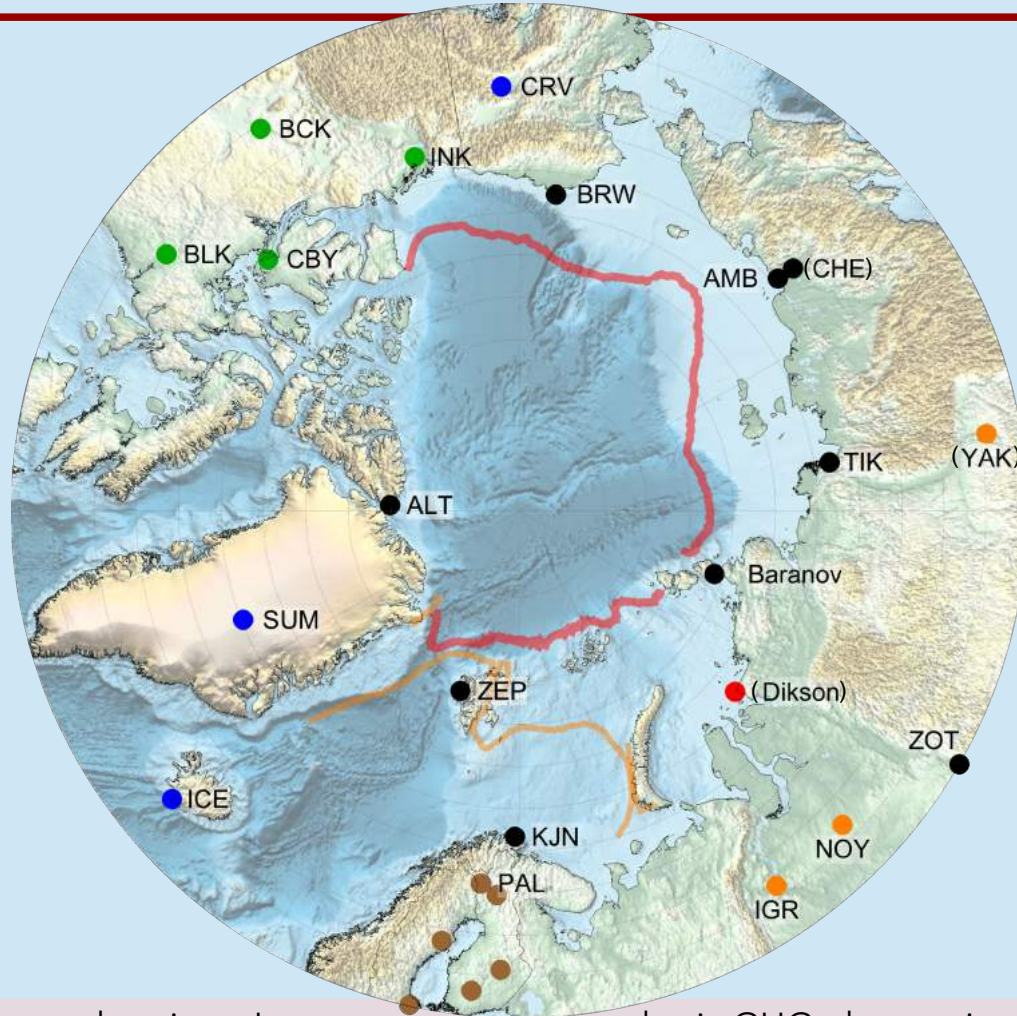 CRV
BCK
INK
BRW
BLK
CBY
AMB
(CHE)
(YAK)
TIK
ALT
Baranov
SUM
ZEP
(Dikson)
ZOT
ICE
KJN
NOY
PAL
IGR